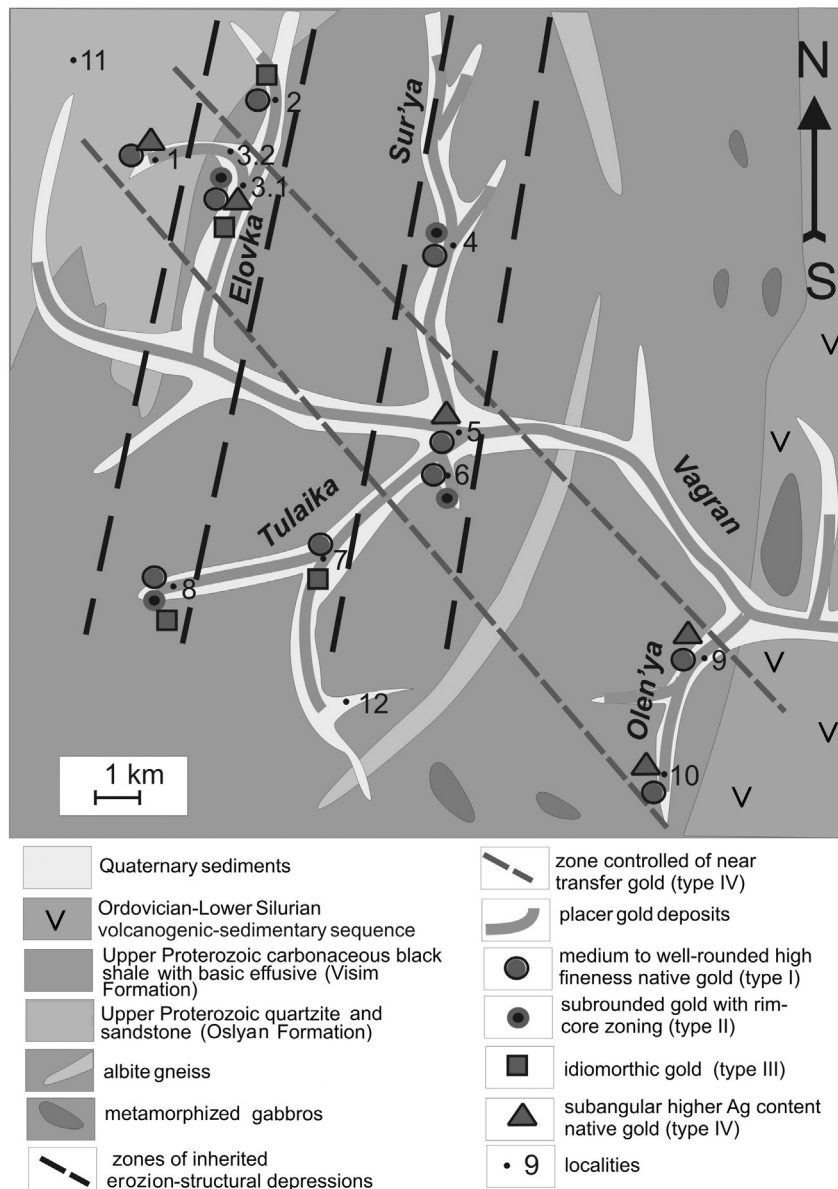 11
N
2
Sur'ya
1
3.2
3.1
4
S
Elovka
V
5
V
6
Vagran
Tulaika
7
8
9
V
Olen'ya
12
V
10
V
1 km
Quaternary sediments
V Ordovician-Lower Silurian
volcanogenic-sedimentary sequence
Upper Proterozoic carbonaceous black
shale with basic effusive (Visim
Formation)
Upper Proterozoic quartzite and
sandstone (Oslyan Formation)
albite gneiss
metamorphized gabbros
zones of inherited
erozion-structural depressions
zone controlled of near
transfer gold (type IV)
placer gold deposits
medium to well-rounded high
fineness native gold (type I)
subrounded gold with rim-
core zoning (type II)
idiomorthic gold (type III)
subangular higher Ag content
native gold (type IV)
• 9 localities